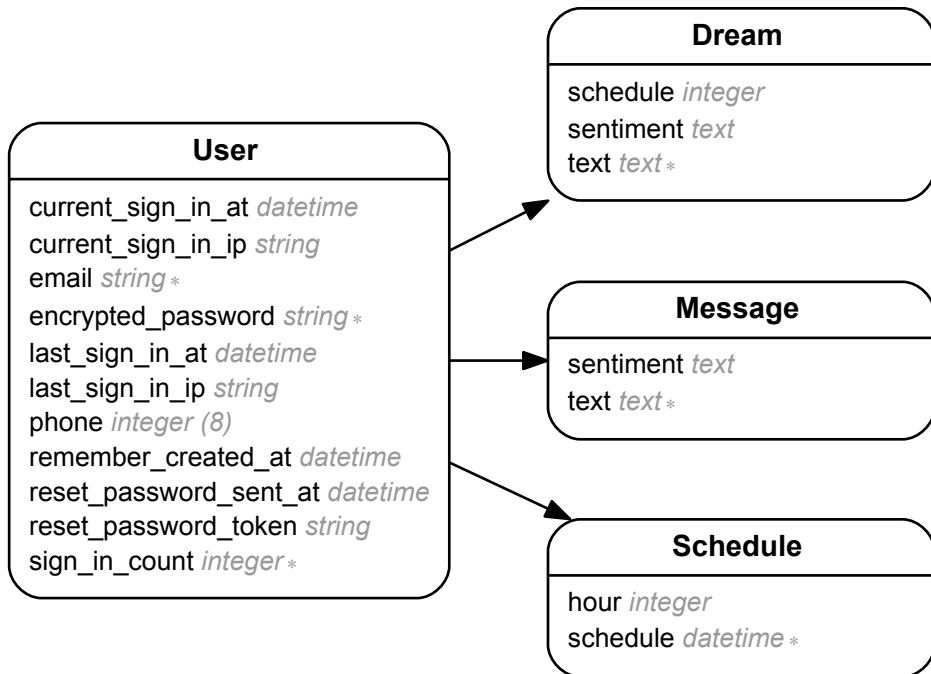 User
current_sign_in_at datetime
current_sign_in_ip string
email string *
encrypted_password string *
last_sign_in_at datetime
last_sign_in_ip string
phone integer (8)
remember_created_at datetime
reset_password_sent_at datetime
reset_password_token string
sign_in_count integer *
Dream
schedule integer
sentiment text
text text *
Message
sentiment text
text text *
Schedule
hour integer
schedule datetime *